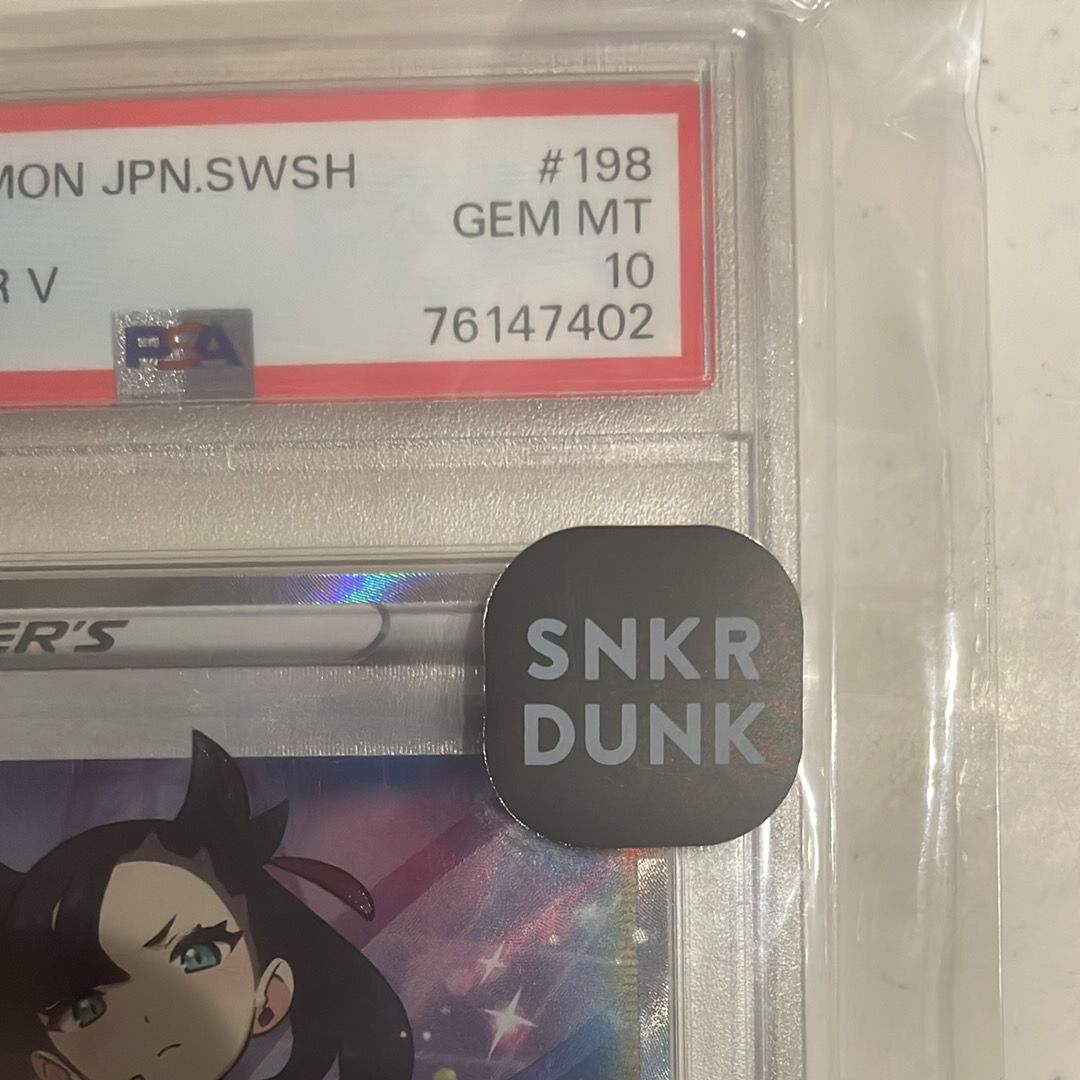 MON JPN.SWSH #198
GEM MT
R V 10
76147402
PSA
ER'S
SNKR
DUNK